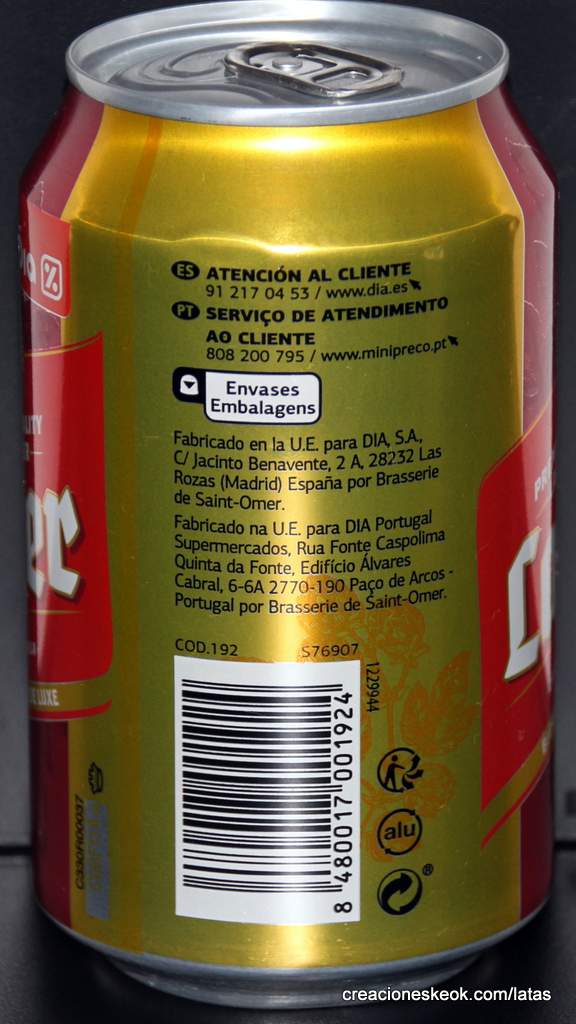 ES ATENCIÓN AL CLIENTE
91 217 04 53 / www.dia.es
PT SERVIÇO DE ATENDIMENTO
AO CLIENTE
808 200 795 / www.minipreco.pt
Envases
Embalagens
Fabricado en la U.E. para DIA, S.A.,
C/ Jacinto Benavente, 2 A, 28232 Las
Rozas (Madrid) España por Brasserie
de Saint-Omer.
Fabricado na U.E. para DIA Portugal
Supermercados, Rua Fonte Caspolima
Quinta da Fonte, Edifício Álvares
Cabral, 6-6A 2770-190 Paço de Arcos -
Portugal por Brasserie de Saint-Omer.
COD.192 S76907
1229944
8 480017 001924
alu
®
C330R00037
creacioneskeok.com/latas